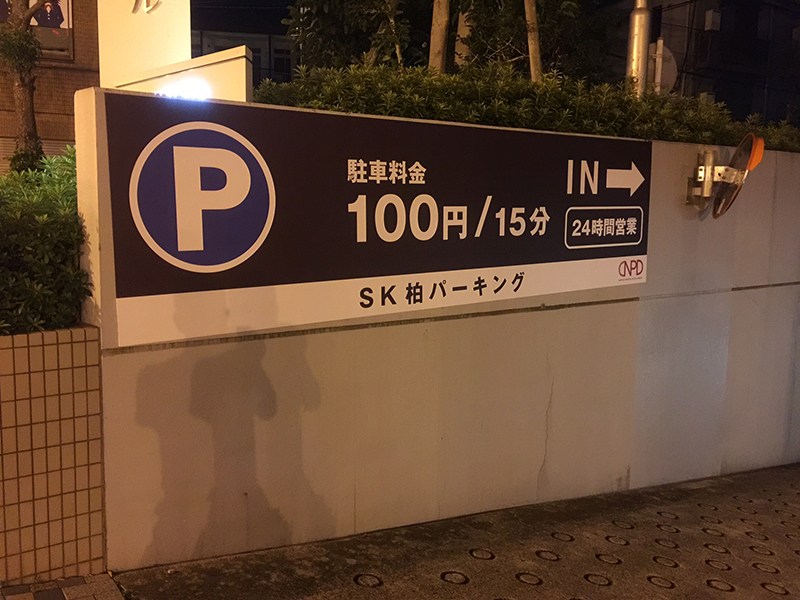 P
駐車料金
100円/15分
IN→
24時間営業
NPD
SK柏パーキング
ル